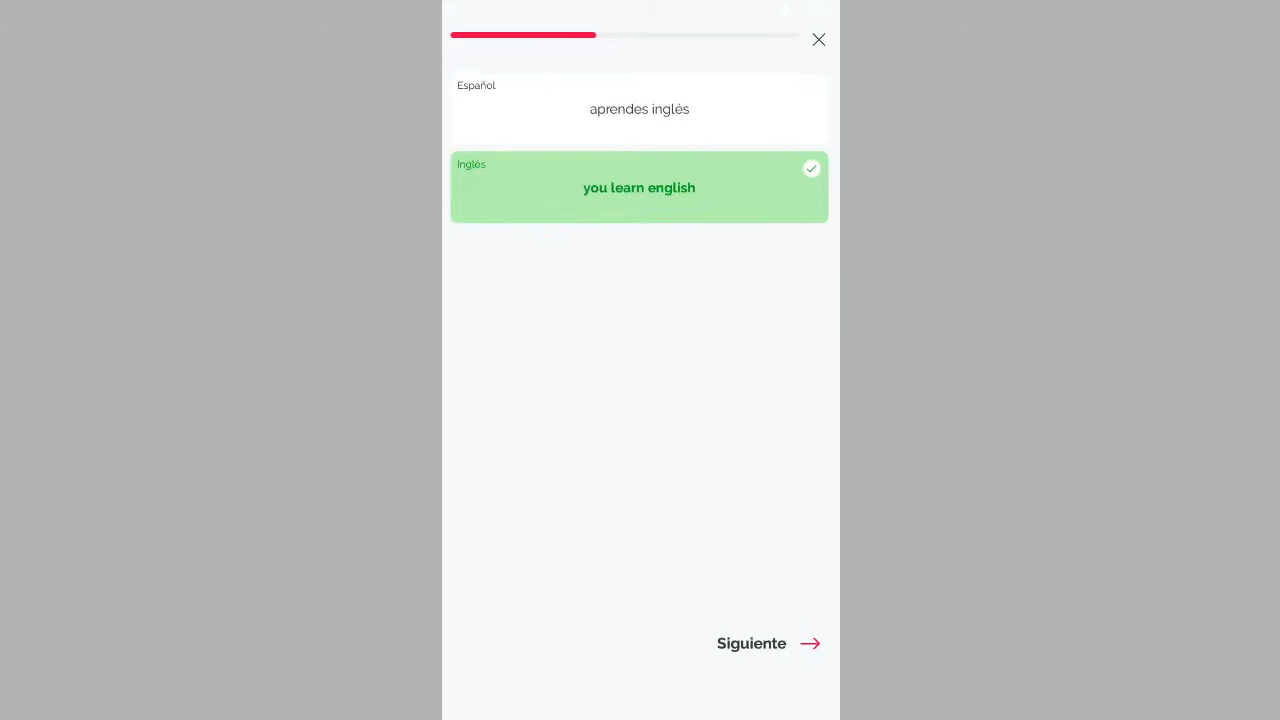 Español
aprendes inglés
Inglés
you learn english
Siguiente